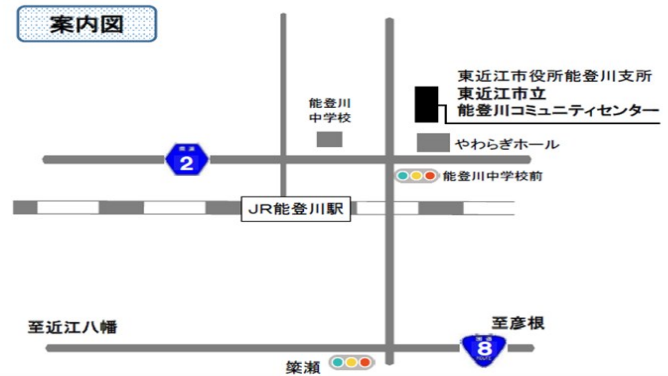 案内図
東近江市役所能登川支所
東近江市立
能登川コミュニティセンター
能登川
中学校
やわらぎホール
2
能登川中学校前
JR能登川駅
至近江八幡
至彦根
8
簗瀬